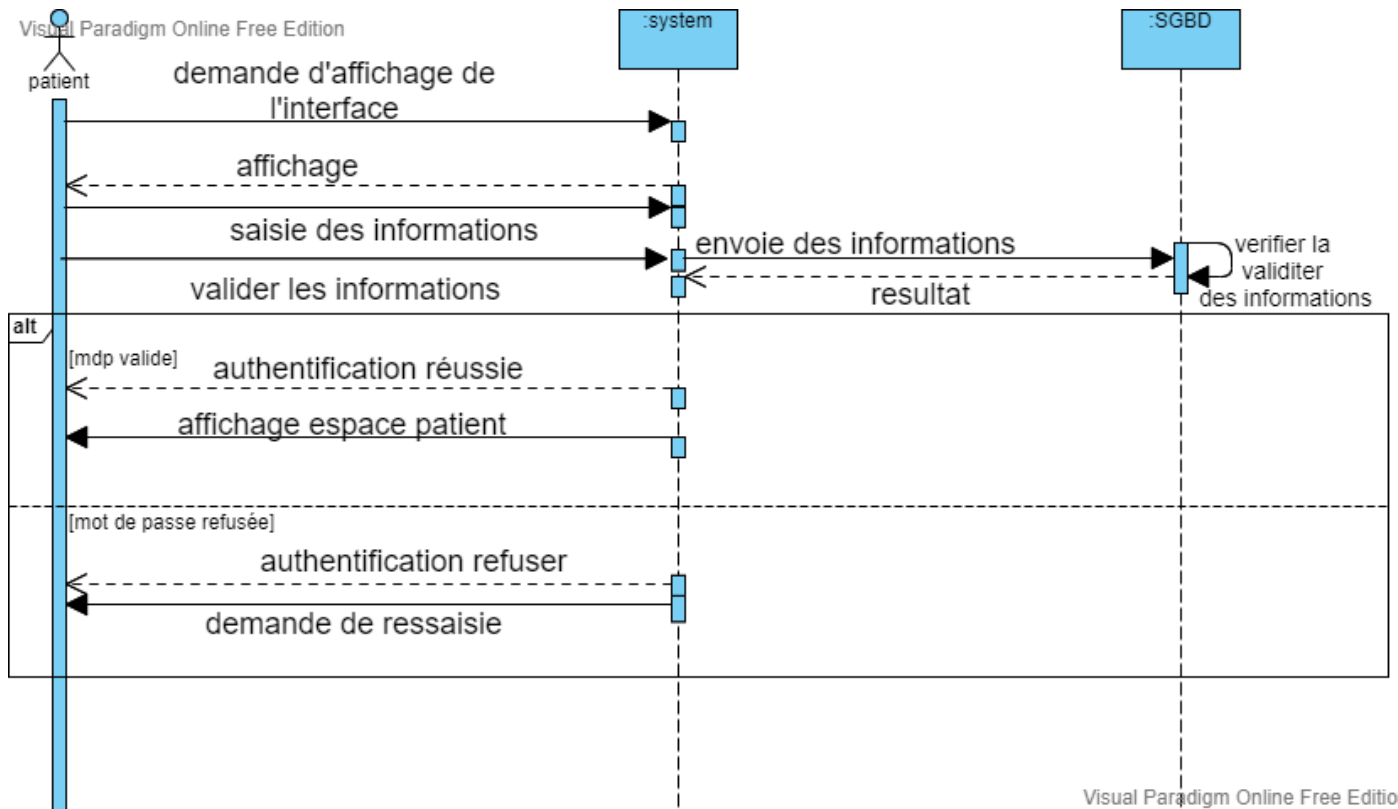 Visual Paradigm Online Free Edition
:system
:SGBD
patient
demande d'affichage de
l'interface
affichage
saisie des informations
envoie des informations
verifier la
validiter
des informations
valider les informations
resultat
alt
[mdp valide]
authentification réussie
affichage espace patient
[mot de passe refusée]
authentification refuser
demande de ressaisie
Visual Paradigm Online Free Editio